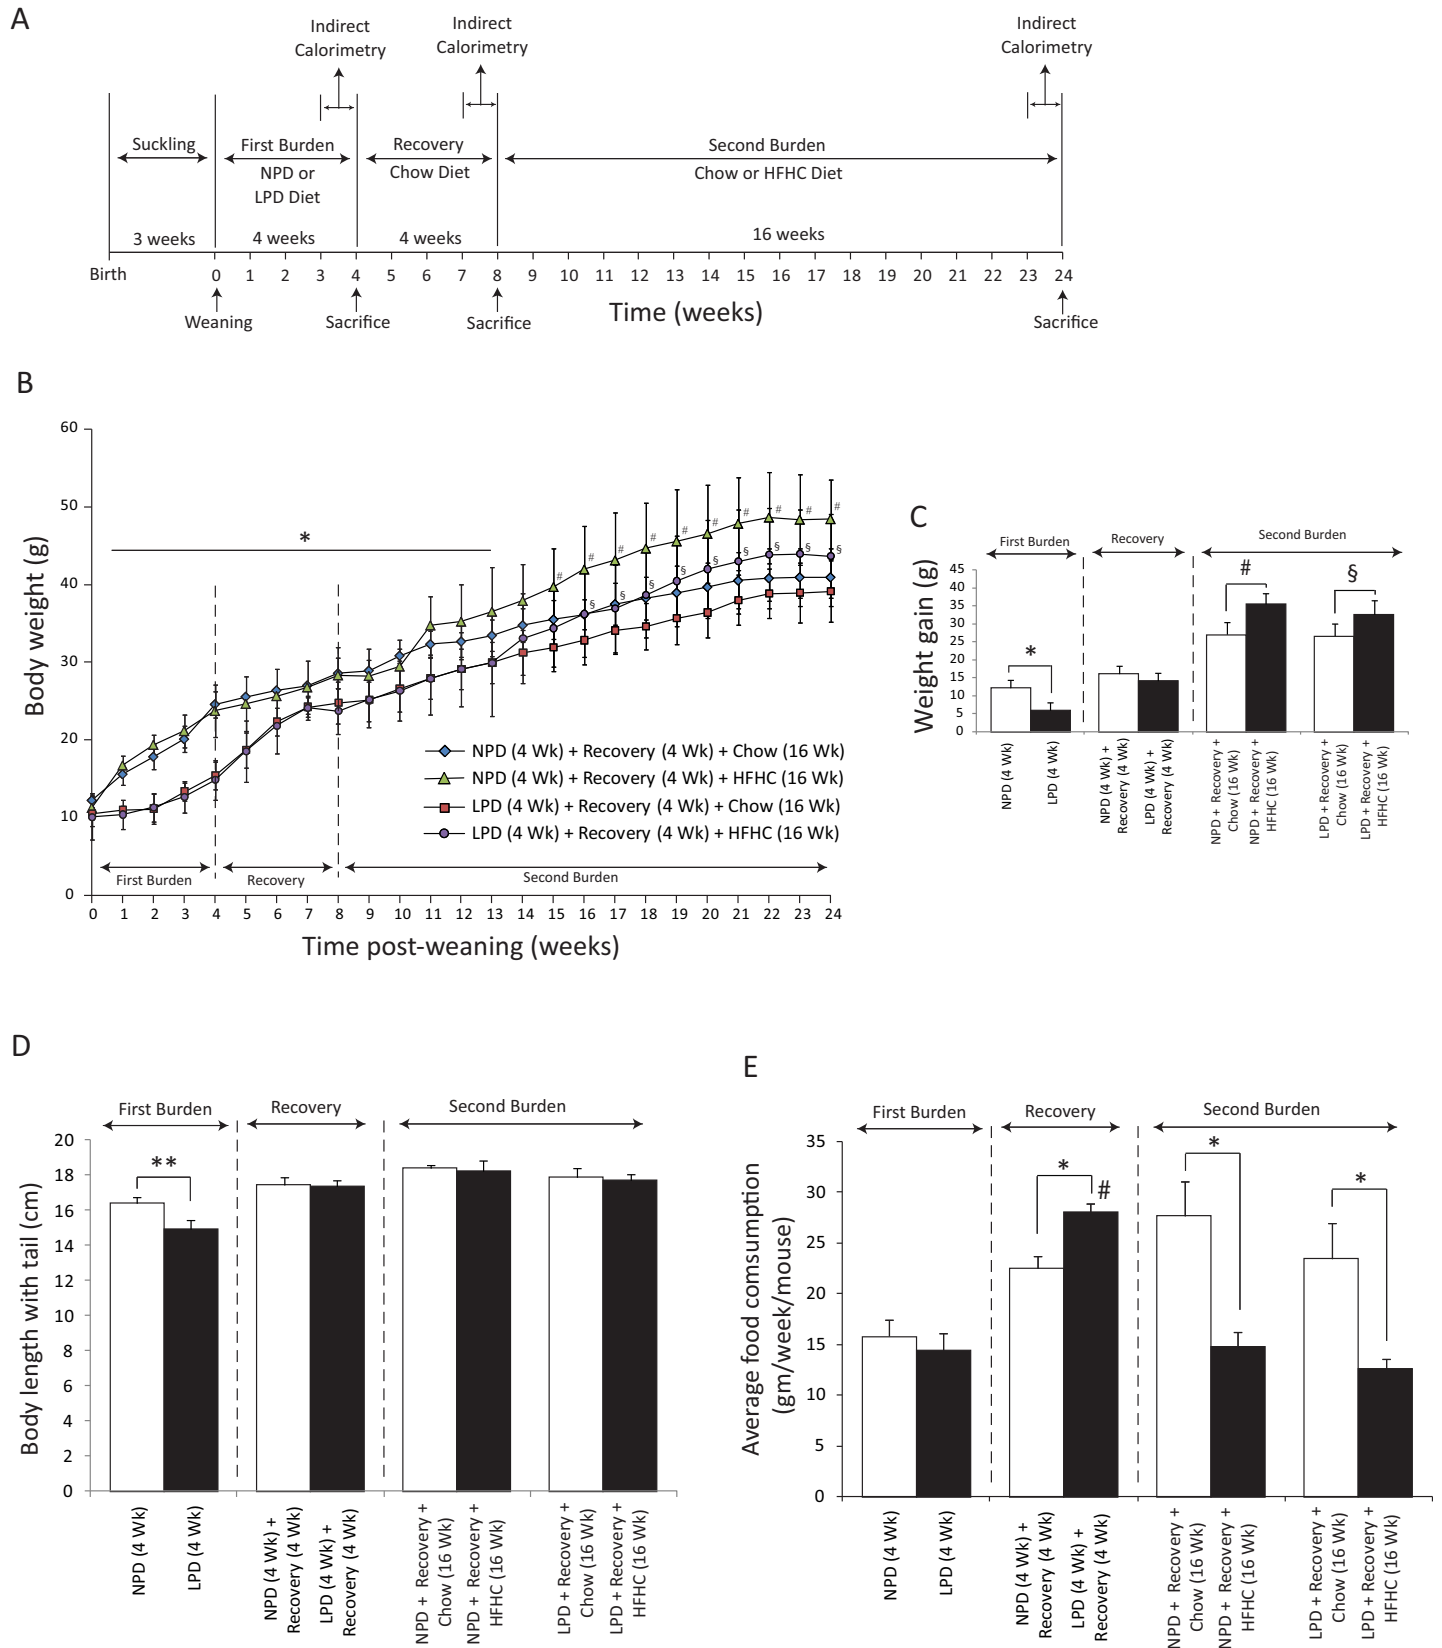 A
Indirect
Calorimetry
Indirect
Calorimetry
Indirect
Calorimetry
Suckling
First Burden
NPD or
LPD Diet
Recovery
Chow Diet
Second Burden
Chow or HFHC Diet
3 weeks
4 weeks
4 weeks
16 weeks
Birth
0 1 2 3 4 5 6 7 8 9 10 11 12 13 14 15 16 17 18 19 20 21 22 23 24
Weaning
Sacrifice
Sacrifice
Time (weeks)
Sacrifice
B
Body weight (g)
60
50
40
30
20
10
0
*
# # # # # # # # # #
§ § § § § § § § §
NPD (4 Wk) + Recovery (4 Wk) + Chow (16 Wk)
NPD (4 Wk) + Recovery (4 Wk) + HFHC (16 Wk)
LPD (4 Wk) + Recovery (4 Wk) + Chow (16 Wk)
LPD (4 Wk) + Recovery (4 Wk) + HFHC (16 Wk)
First Burden
Recovery
Second Burden
0 1 2 3 4 5 6 7 8 9 10 11 12 13 14 15 16 17 18 19 20 21 22 23 24
Time post-weaning (weeks)
C
First Burden
Recovery
Second Burden
Weight gain (g)
45
40
35
30
25
20
15
10
5
0
*
#
§
NPD (4 Wk)
LPD (4 Wk)
NPD (4 Wk) +
Recovery (4 Wk)
LPD (4 Wk) +
Recovery (4 Wk)
NPD + Recovery +
Chow (16 Wk)
NPD + Recovery +
HFHC (16 Wk)
LPD + Recovery +
Chow (16 Wk)
LPD + Recovery +
HFHC (16 Wk)
D
First Burden
Recovery
Second Burden
Body length with tail (cm)
20
18
16
14
12
10
8
6
4
2
0
**
NPD (4 Wk)
LPD (4 Wk)
NPD (4 Wk) +
Recovery (4 Wk)
LPD (4 Wk) +
Recovery (4 Wk)
NPD + Recovery +
Chow (16 Wk)
NPD + Recovery +
HFHC (16 Wk)
LPD + Recovery +
Chow (16 Wk)
LPD + Recovery +
HFHC (16 Wk)
E
First Burden
Recovery
Second Burden
Average food comsumption
(gm/week/mouse)
35
30
25
20
15
10
5
0
*
#
*
*
NPD (4 Wk)
LPD (4 Wk)
NPD (4 Wk) +
Recovery (4 Wk)
LPD (4 Wk) +
Recovery (4 Wk)
NPD + Recovery +
Chow (16 Wk)
NPD + Recovery +
HFHC (16 Wk)
LPD + Recovery +
Chow (16 Wk)
LPD + Recovery +
HFHC (16 Wk)